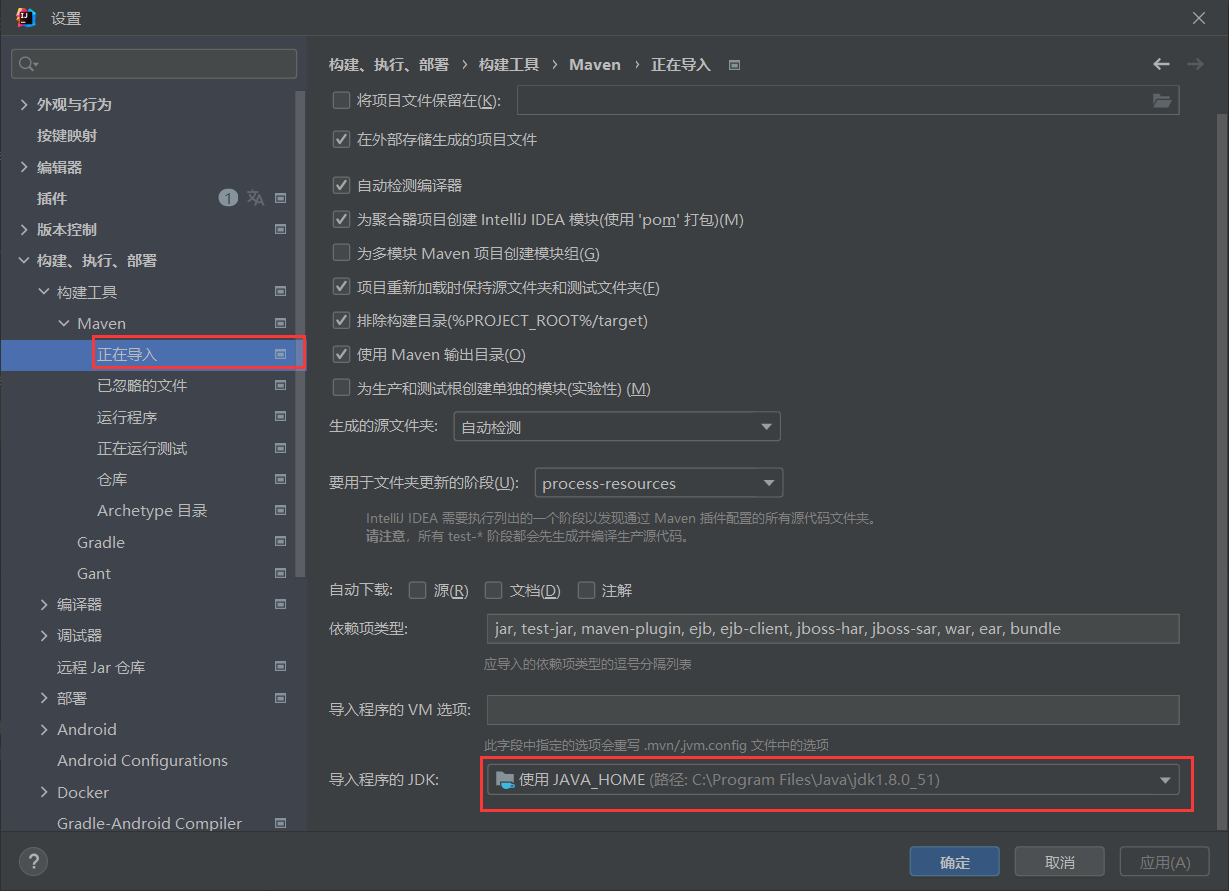 设置
外观与行为
按键映射
编辑器
插件 1
版本控制
构建、执行、部署
构建工具
Maven
正在导入
已忽略的文件
运行程序
正在运行测试
仓库
Archetype 目录
Gradle
Gant
编译器
调试器
远程 Jar 仓库
部署
Android
Android Configurations
Docker
Gradle-Android Compiler
构建、执行、部署 › 构建工具 › Maven › 正在导入
将项目文件保留在(K):
在外部存储生成的项目文件
自动检测编译器
为聚合器项目创建 IntelliJ IDEA 模块(使用 'pom' 打包)(M)
为多模块 Maven 项目创建模块组(G)
项目重新加载时保持源文件夹和测试文件夹(F)
排除构建目录(%PROJECT_ROOT%/target)
使用 Maven 输出目录(O)
为生产和测试根创建单独的模块(实验性) (M)
生成的源文件夹: 自动检测
要用于文件夹更新的阶段(U): process-resources
IntelliJ IDEA 需要执行列出的一个阶段以发现通过 Maven 插件配置的所有源代码文件夹。
请注意，所有 test-* 阶段都会先生成并编译生产源代码。
自动下载: 源(R) 文档(D) 注解
依赖项类型: jar, test-jar, maven-plugin, ejb, ejb-client, jboss-har, jboss-sar, war, ear, bundle
应导入的依赖项类型的逗号分隔列表
导入程序的 VM 选项:
此字段中指定的选项会重写 .mvn/.jvm.config 文件中的选项
导入程序的 JDK: 使用 JAVA_HOME (路径: C:\Program Files\Java\jdk1.8.0_51)
? 确定 取消 应用(A)